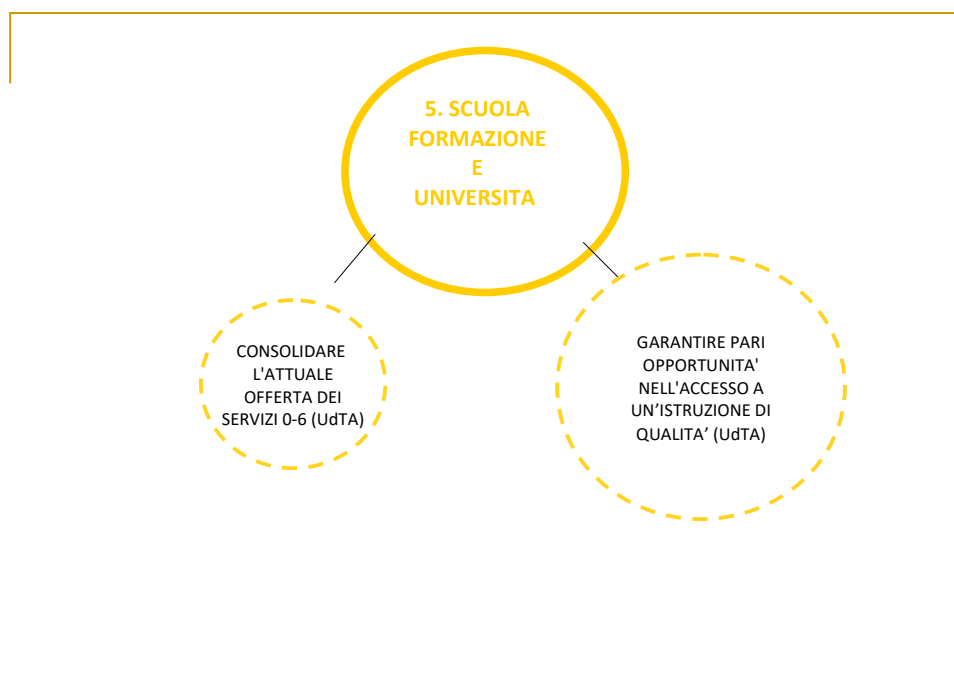 5. SCUOLA
FORMAZIONE
E
UNIVERSITA
CONSOLIDARE
L'ATTUALE
OFFERTA DEI
SERVIZI 0-6 (UdTA)
GARANTIRE PARI
OPPORTUNITA'
NELL'ACCESSO A
UN’ISTRUZIONE DI
QUALITA’ (UdTA)